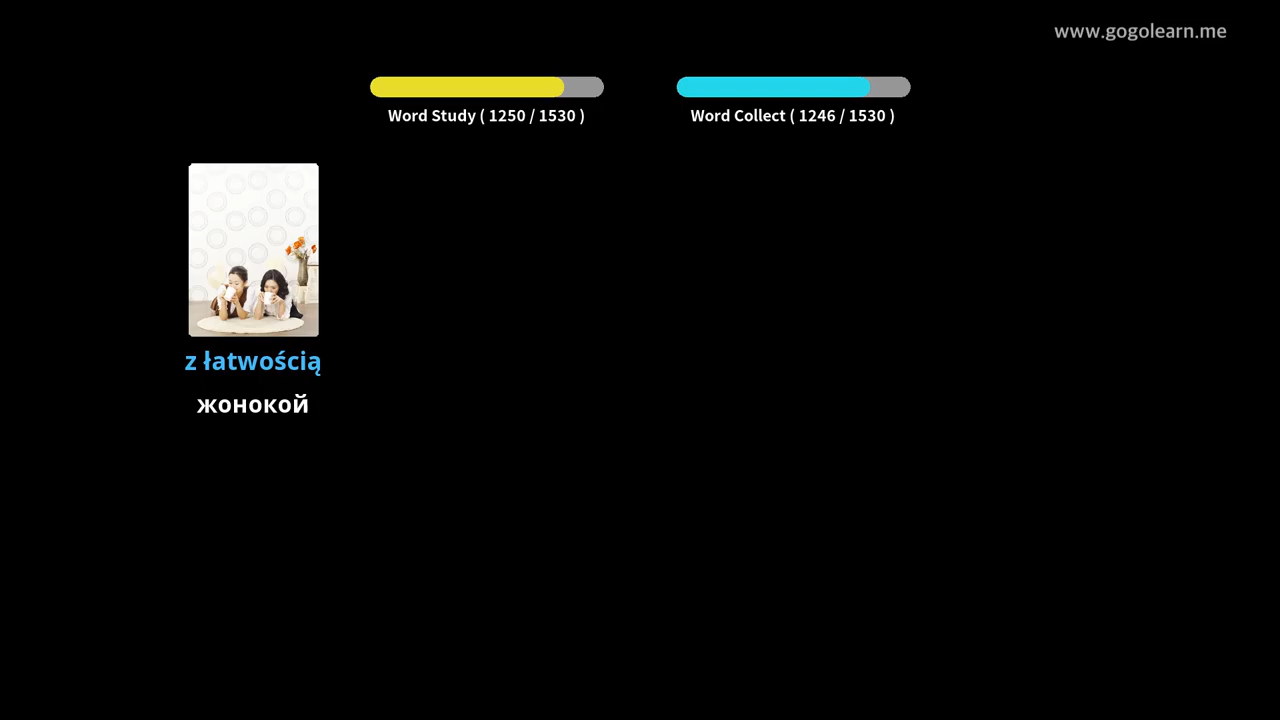 www.gogolearn.me
Word Study ( 1250 / 1530 )
Word Collect ( 1246 / 1530 )
z łatwością
жонокой